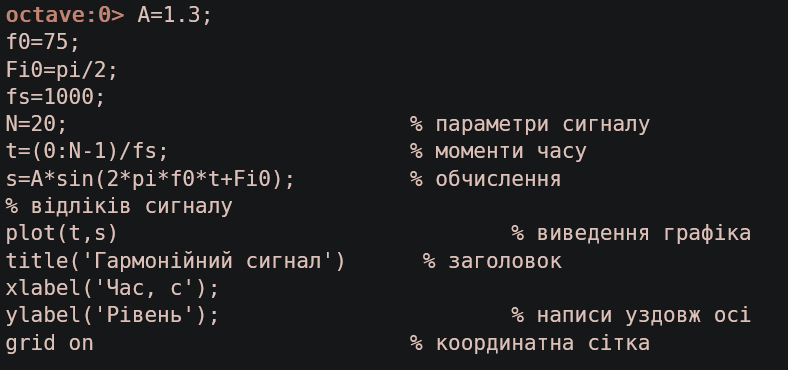 octave:0> A=1.3;
f0=75;
Fi0=pi/2;
fs=1000;
N=20; % параметри сигналу
t=(0:N-1)/fs; % моменти часу
s=A*sin(2*pi*f0*t+Fi0); % обчислення
% відліків сигналу
plot(t,s) % виведення графіка
title('Гармонійний сигнал') % заголовок
xlabel('Час, с');
ylabel('Рівень'); % написи уздовж осі
grid on % координатна сітка